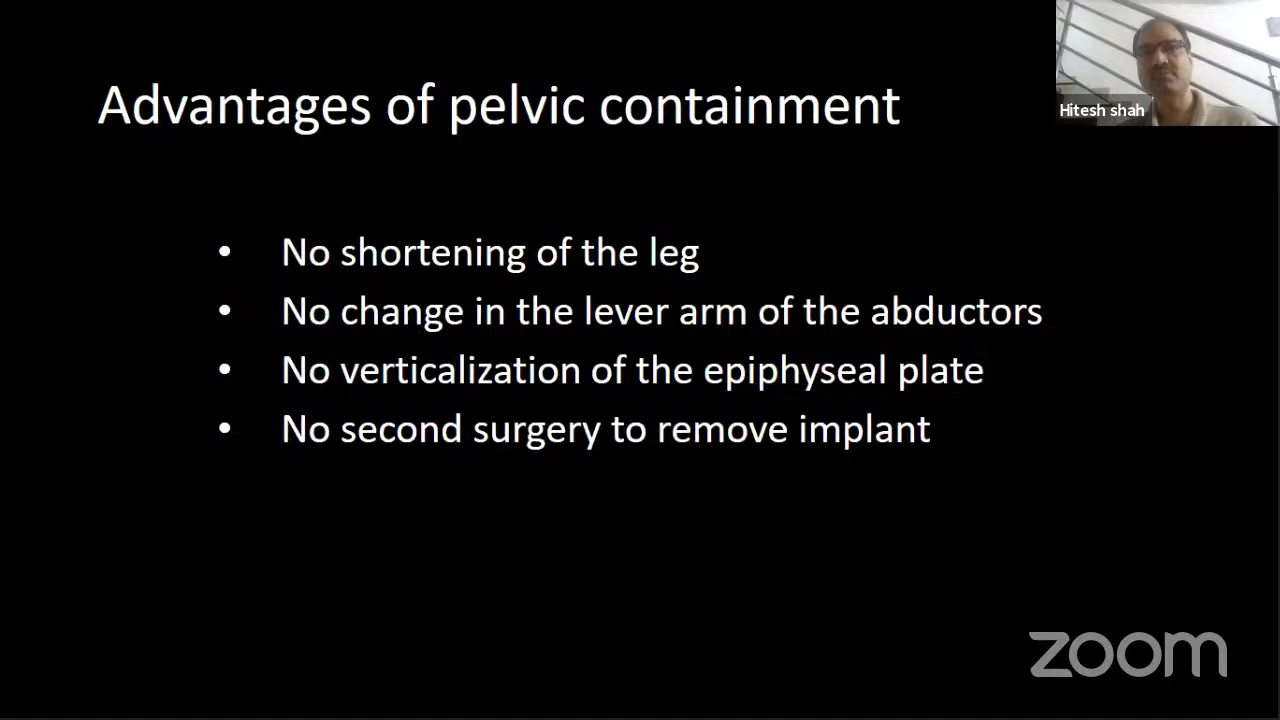 Advantages of pelvic containment
Hitesh shah
• No shortening of the leg
• No change in the lever arm of the abductors
• No verticalization of the epiphyseal plate
• No second surgery to remove implant
zoom